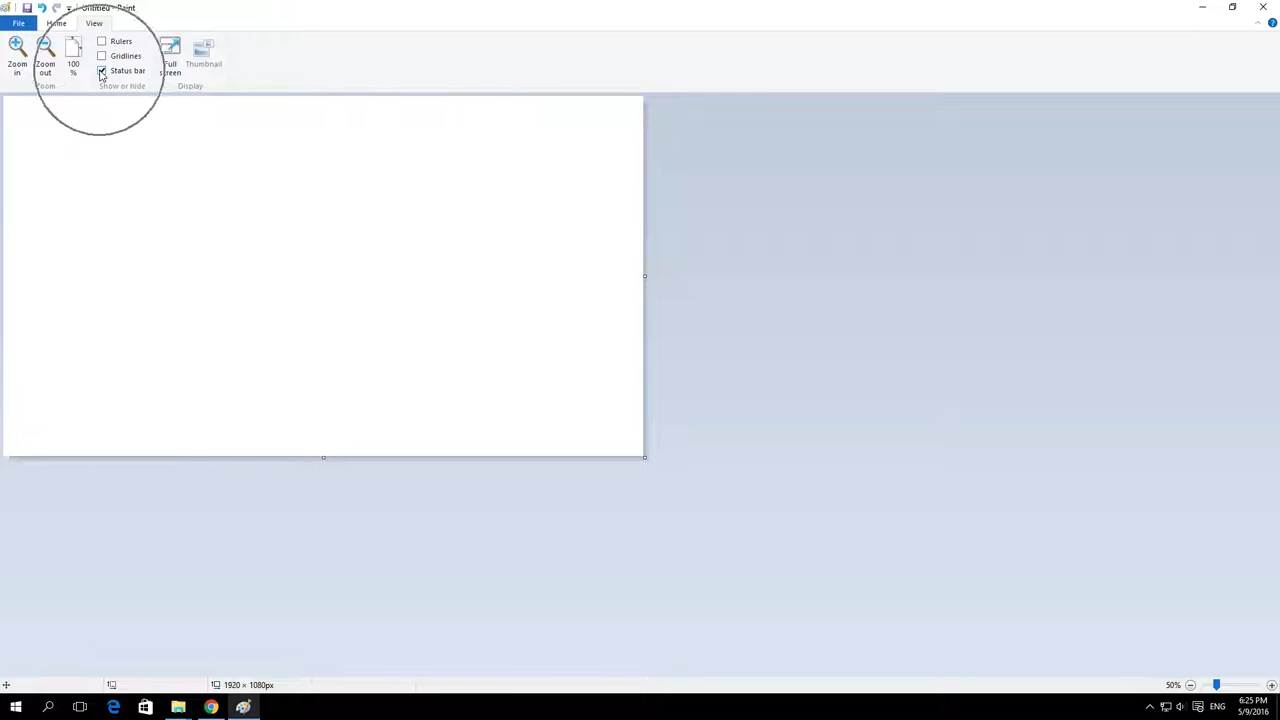 Untitled - Paint
File Home View
Zoom in
Zoom out
100 %
Rulers
Gridlines
Status bar
Full screen
Thumbnail
Zoom
Show or hide
Display
1920 × 1080px
50%
ENG
6:25 PM
5/9/2016